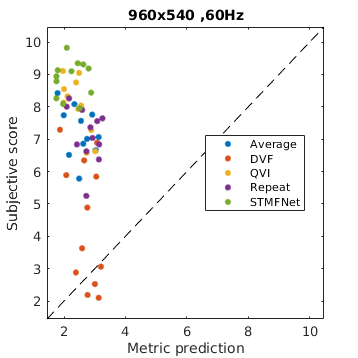 960x540 ,60Hz
Subjective score
10
9
8
7
6
5
4
3
2
Average
DVF
QVI
Repeat
STMFNet
2 4 6 8 10
Metric prediction